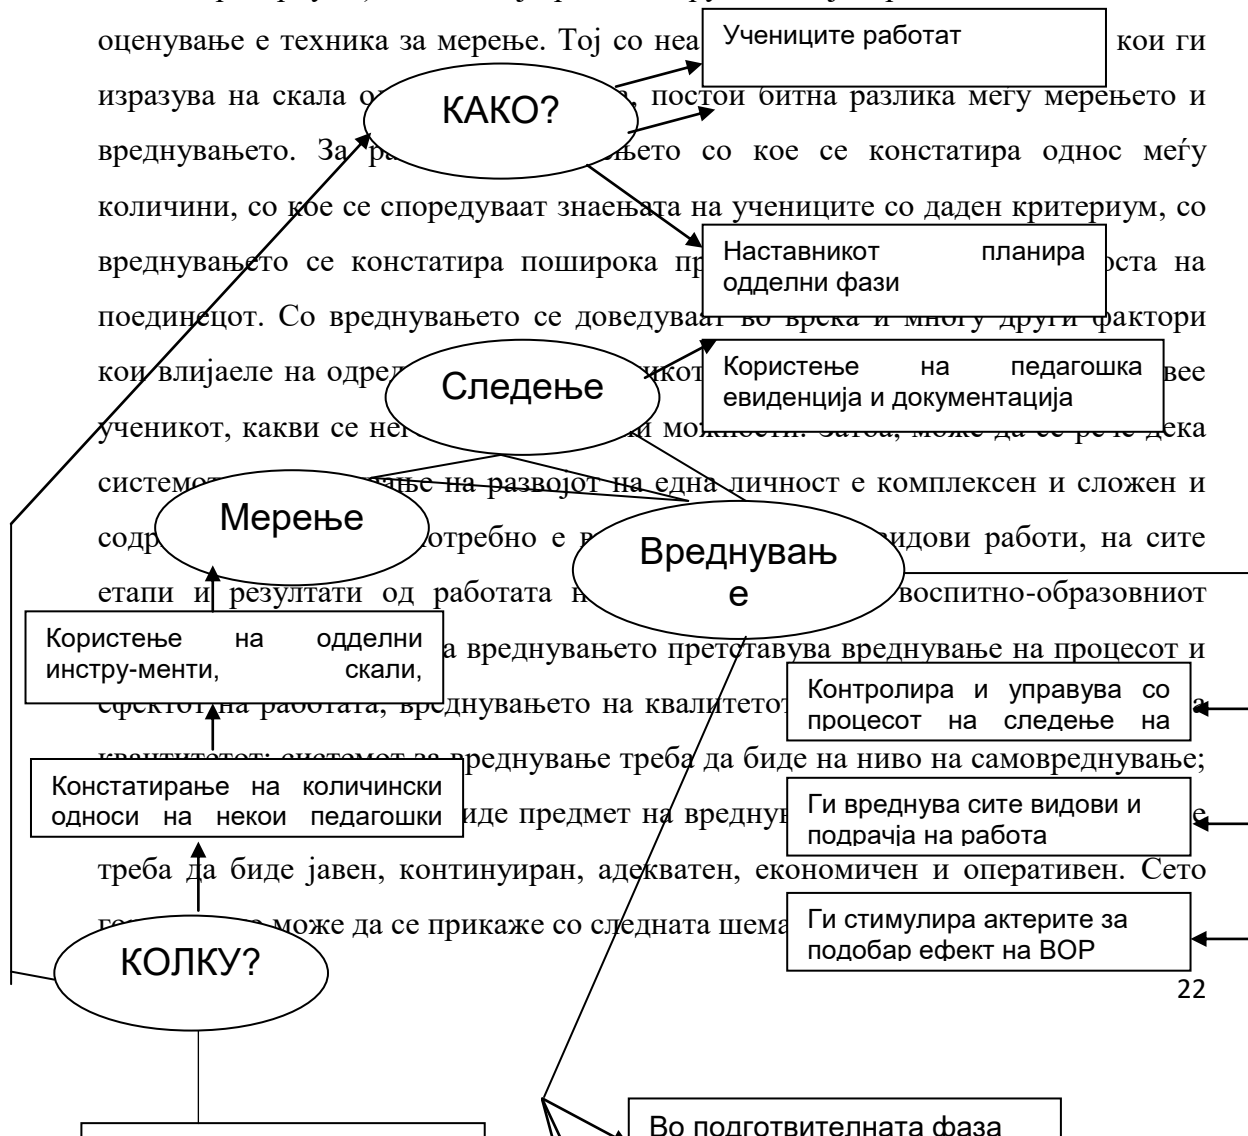 оценување е техника за мерење. Тој со неа
кои ги
Учениците работат
изразува на скала
постои битна разлика меѓу мерењето и
КАКО?
вреднувањето. За
со кое се констатира однос меѓу
количини, со кое се споредуваат знаењата на учениците со даден критериум, со
вреднувањето се констатира поширока
на
Наставникот планира
одделни фази
поединецот. Со вреднувањето се доведуваат во врска и многу други фактори
кои влијаеле на
Следење
Користење на педагошка
евиденција и документација
ученикот, какви се
можности. Затоа, може да се рече дека
на развојот на една личност е комплексен и сложен и
Мерење
е
видови работи, на сите
Вреднувањ
е
етапи и резултати од работата
воспитно-образовниот
Користење на одделни
инстру-менти, скали,
вреднувањето претставува вреднување на процесот и
Контролира и управува со
процесот на следење на
ефектот на работата, вреднувањето на квалитетот
квантитетот; системот за вреднување треба да биде на ниво на самовреднување;
Констатирање на количински
односи на некои педагошки
предмет на
Ги вреднува сите видови и
подрачја на работа
треба да биде јавен, континуиран, адекватен, економичен и оперативен. Сето
може да се прикаже со следната шема
Ги стимулира актерите за
подобар ефект на ВОР
КОЛКУ?
22
Во подготвителната фаза